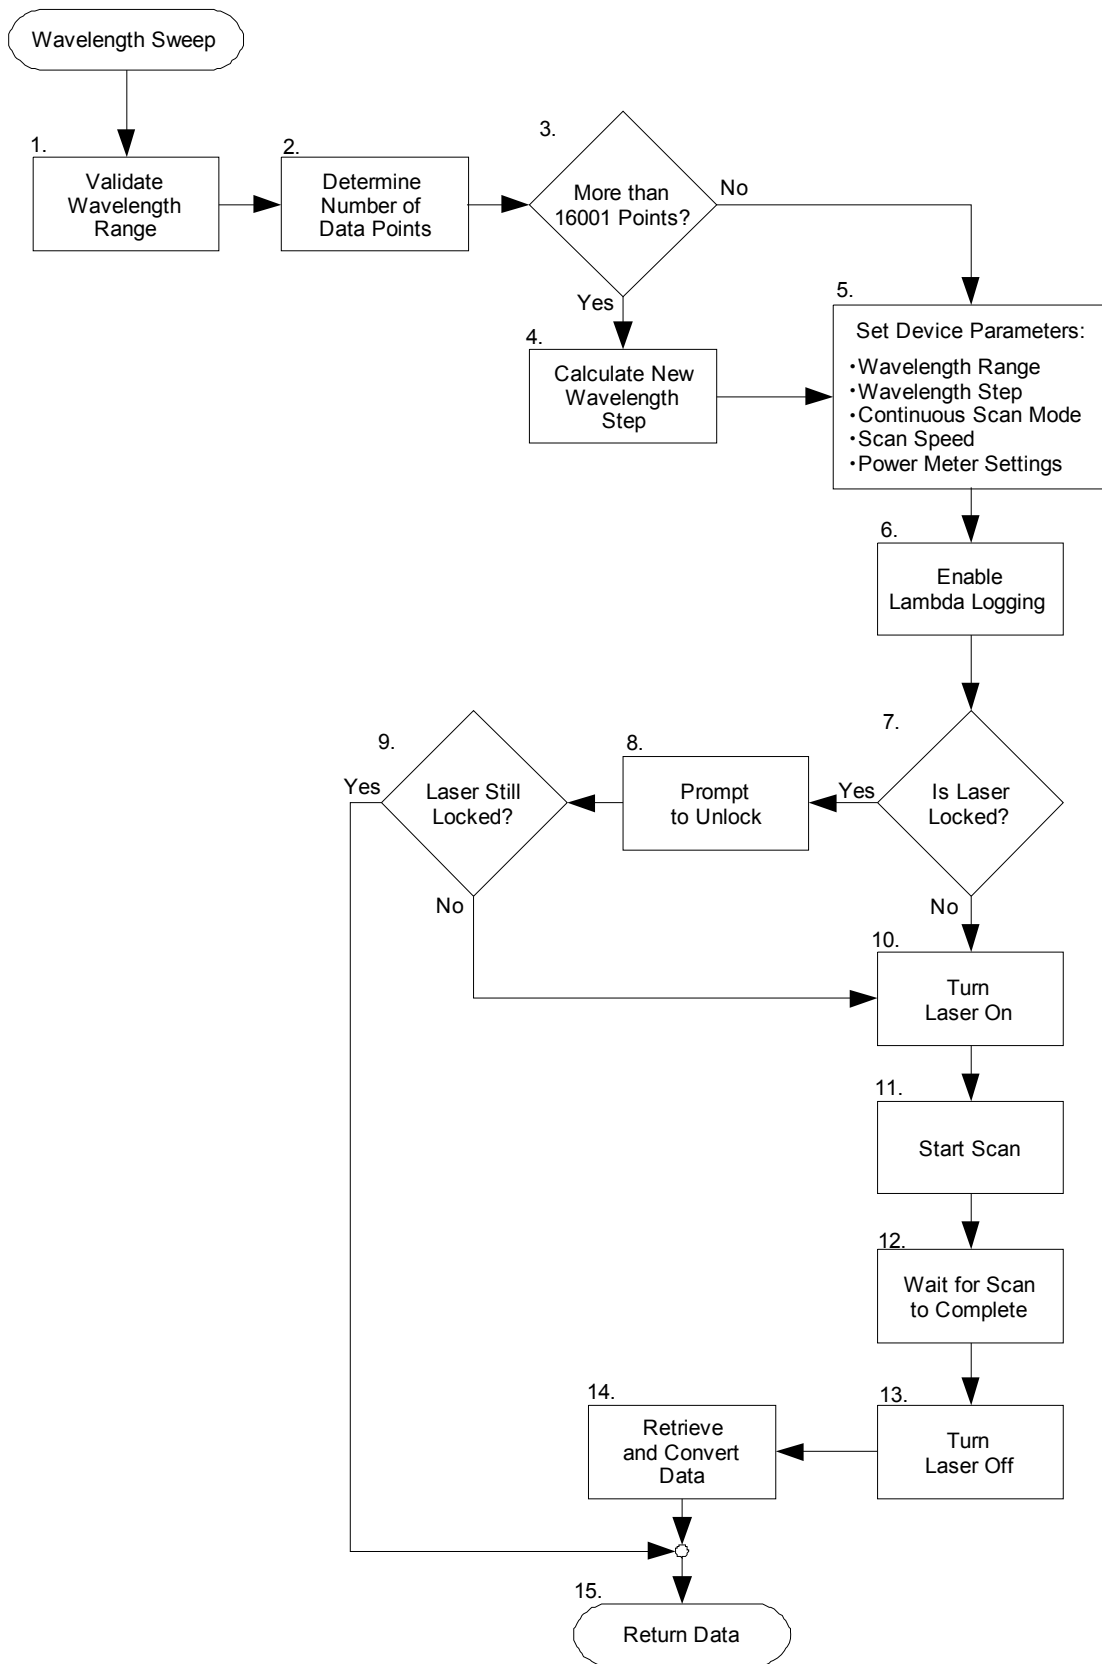 Wavelength Sweep
1.
Validate
Wavelength
Range
2.
Determine
Number of
Data Points
3.
More than
16001 Points?
No
Yes
4.
Calculate New
Wavelength
Step
5.
Set Device Parameters:
・Wavelength Range
・Wavelength Step
・Continuous Scan Mode
・Scan Speed
・Power Meter Settings
6.
Enable
Lambda Logging
7.
Is Laser
Locked?
Yes
No
8.
Prompt
to Unlock
9.
Laser Still
Locked?
Yes
No
10.
Turn
Laser On
11.
Start Scan
12.
Wait for Scan
to Complete
13.
Turn
Laser Off
14.
Retrieve
and Convert
Data
15.
Return Data